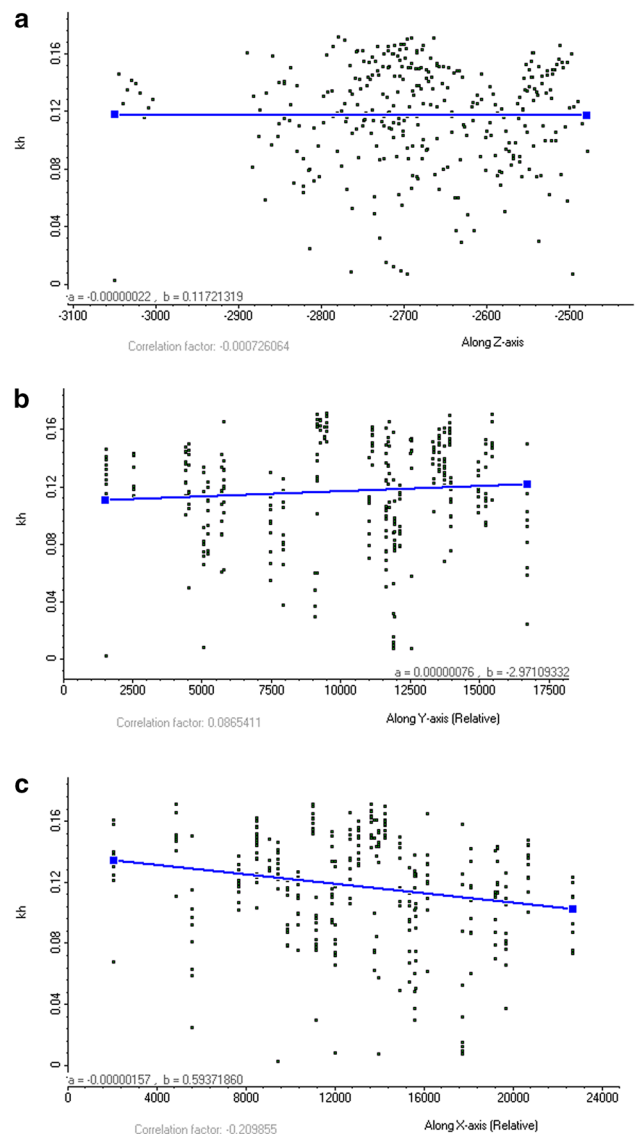 a
0.16
0.12
kh
0.08
0.04
0
a = -0.00000022 , b = 0.11721319
-3100 -3000 -2900 -2800 -2700 -2600 -2500
Correlation factor: -0.000726064 Along Z-axis
b
0.16
0.12
kh
0.08
0.04
0
a = 0.00000076 , b = -2.97109332
0 2500 5000 7500 10000 12500 15000 17500
Correlation factor: 0.0865411 Along Y-axis (Relative)
c
0.16
0.12
kh
0.08
0.04
0
a = -0.00000157 , b = 0.59371860
0 4000 8000 12000 16000 20000 24000
Correlation factor: -0.209855 Along X-axis (Relative)